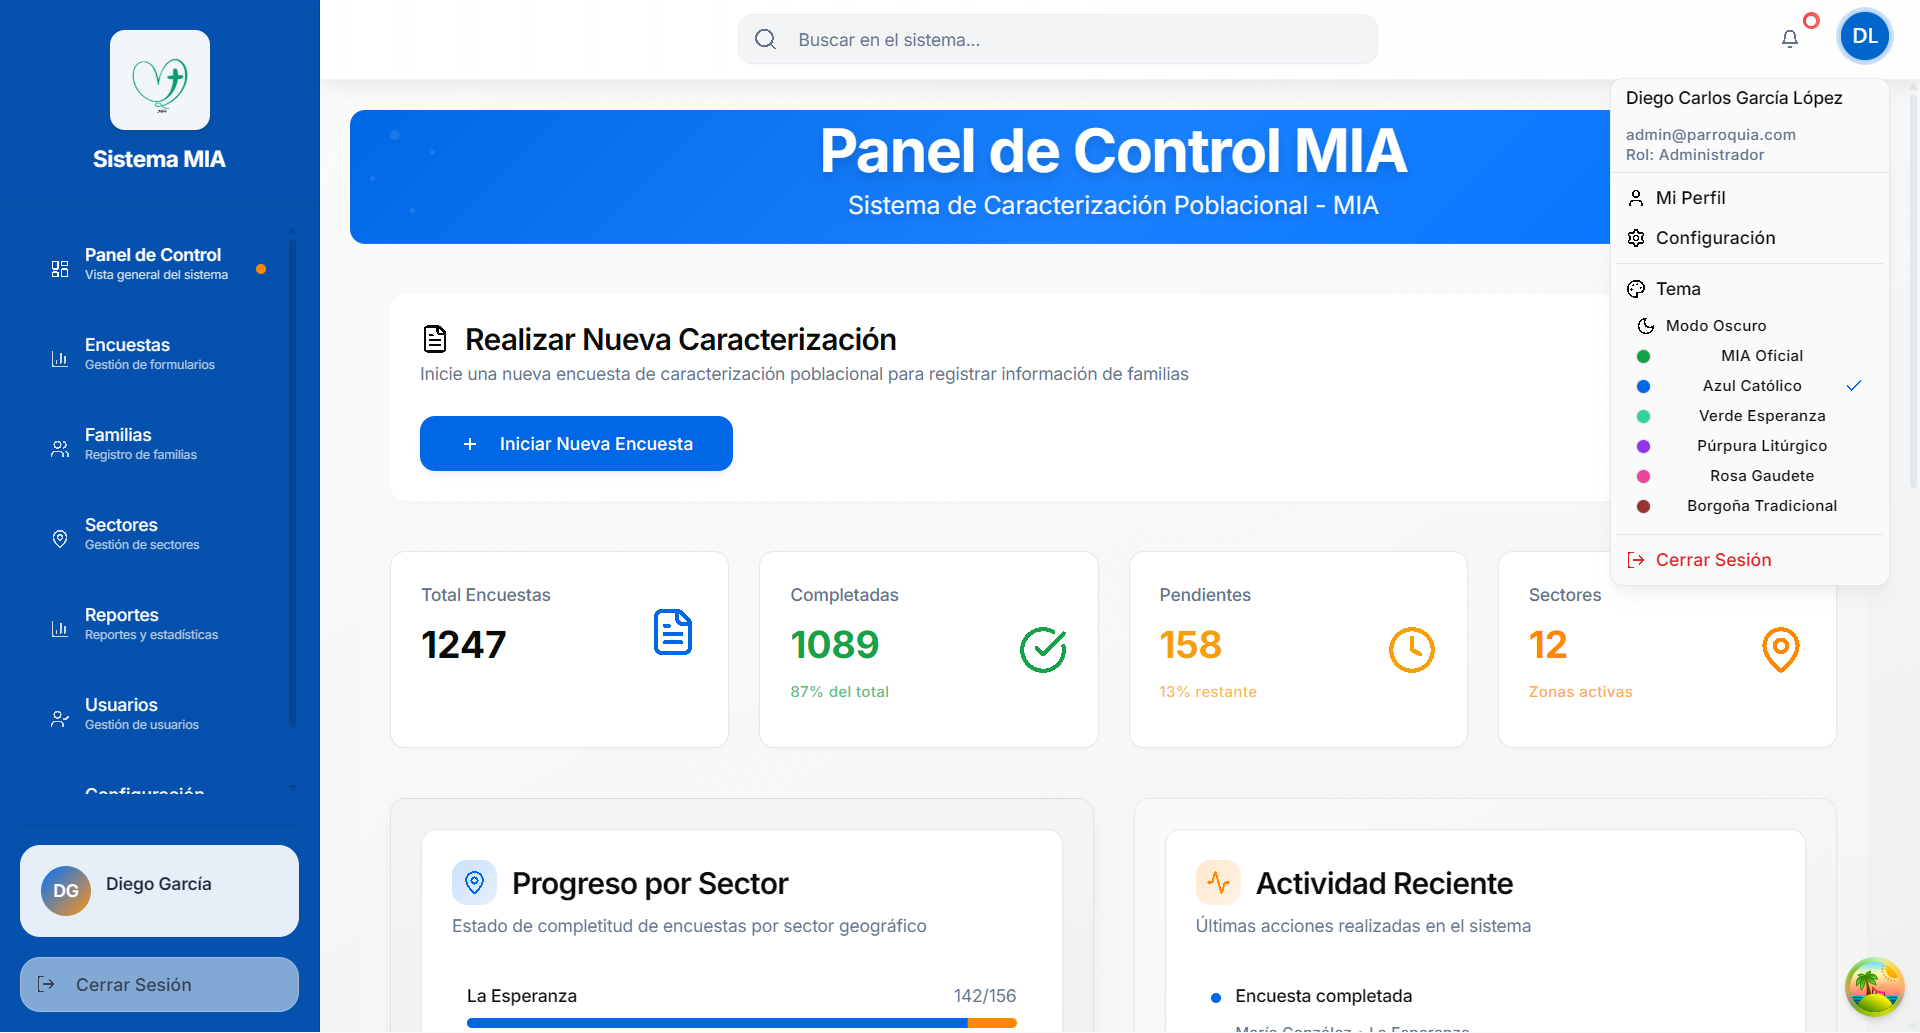 Sistema MIA
Panel de Control
Vista general del sistema
Encuestas
Gestión de formularios
Familias
Registro de familias
Sectores
Gestión de sectores
Reportes
Reportes y estadísticas
Usuarios
Gestión de usuarios
Configuración
DG
Diego García
Cerrar Sesión
Buscar en el sistema...
DL
Panel de Control MIA
Sistema de Caracterización Poblacional - MIA
Realizar Nueva Caracterización
Inicie una nueva encuesta de caracterización poblacional para registrar información de familias
+ Iniciar Nueva Encuesta
Total Encuestas
1247
Completadas
1089
87% del total
Pendientes
158
13% restante
Sectores
12
Zonas activas
Progreso por Sector
Estado de completitud de encuestas por sector geográfico
La Esperanza
142/156
Actividad Reciente
Últimas acciones realizadas en el sistema
Encuesta completada
María González • La Esperanza
Diego Carlos García López
admin@parroquia.com
Rol: Administrador
Mi Perfil
Configuración
Tema
Modo Oscuro
MIA Oficial
Azul Católico
Verde Esperanza
Púrpura Litúrgico
Rosa Gaudete
Borgoña Tradicional
Cerrar Sesión